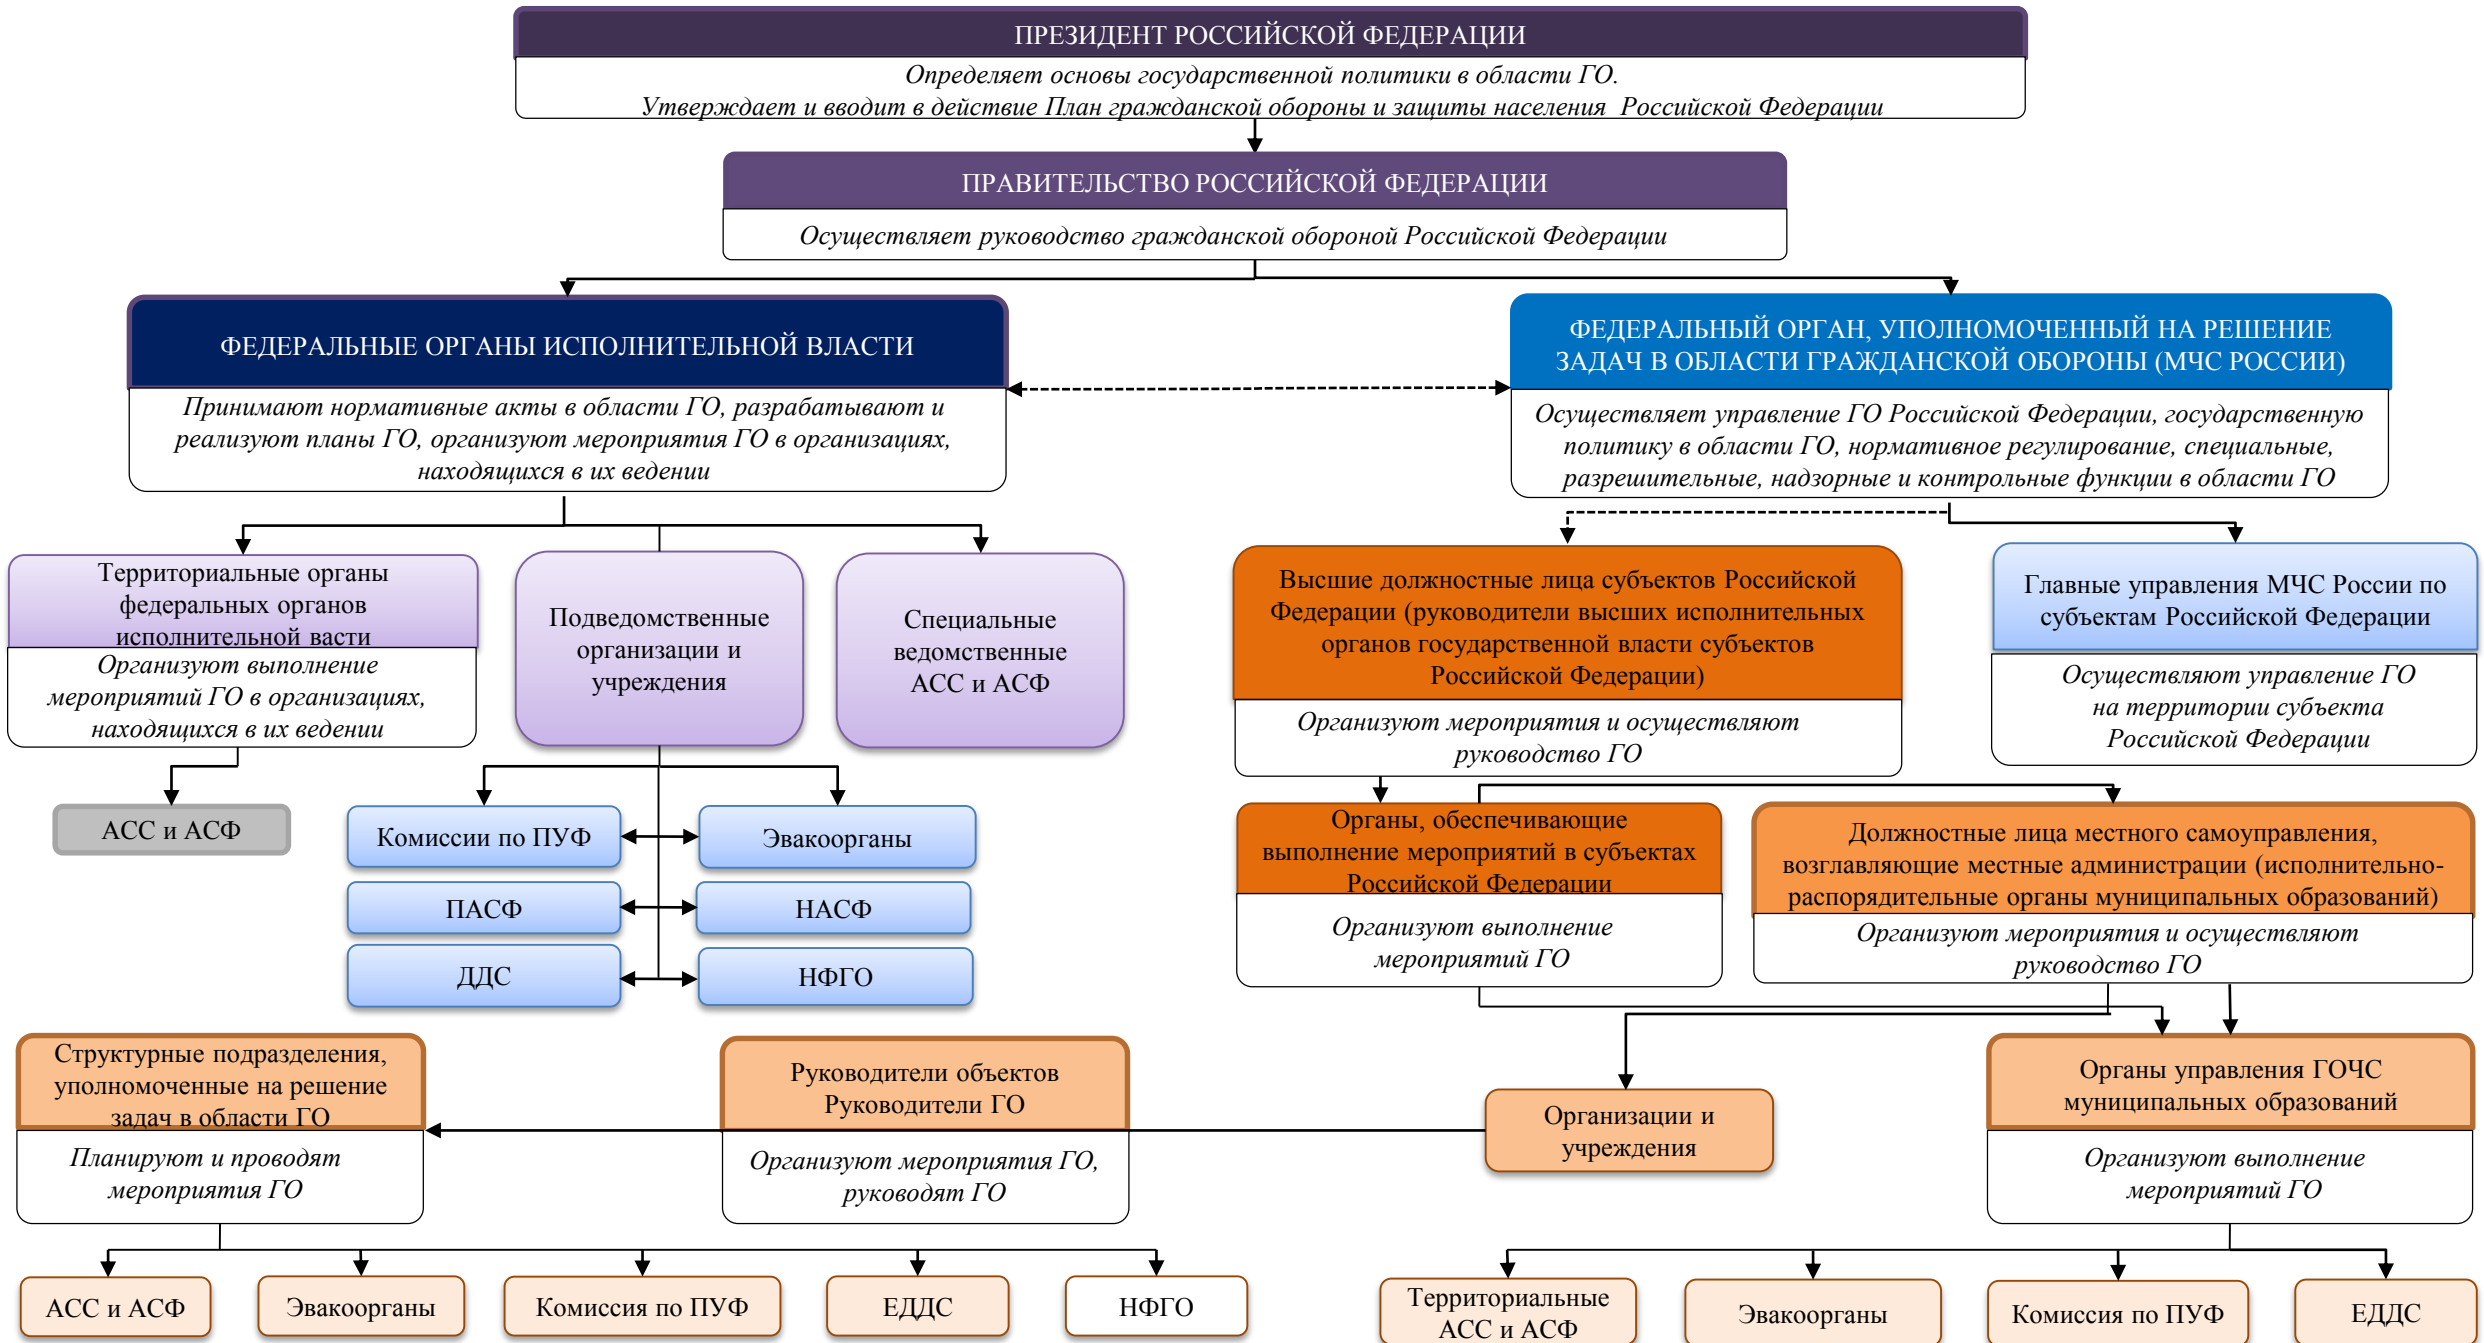 ПРЕЗИДЕНТ РОССИЙСКОЙ ФЕДЕРАЦИИ
Определяет основы государственной политики в области ГО.
Утверждает и вводит в действие План гражданской обороны и защиты населения Российской Федерации
ПРАВИТЕЛЬСТВО РОССИЙСКОЙ ФЕДЕРАЦИИ
Осуществляет руководство гражданской обороной Российской Федерации
ФЕДЕРАЛЬНЫЕ ОРГАНЫ ИСПОЛНИТЕЛЬНОЙ ВЛАСТИ
Принимают нормативные акты в области ГО, разрабатывают и
реализуют планы ГО, организуют мероприятия ГО в организациях,
находящихся в их ведении
ФЕДЕРАЛЬНЫЙ ОРГАН, УПОЛНОМОЧЕННЫЙ НА РЕШЕНИЕ
ЗАДАЧ В ОБЛАСТИ ГРАЖДАНСКОЙ ОБОРОНЫ (МЧС РОССИИ)
Осуществляет управление ГО Российской Федерации, государственную
политику в области ГО, нормативное регулирование, специальные,
разрешительные, надзорные и контрольные функции в области ГО
Территориальные органы
федеральных органов
исполнительной васти
Организуют выполнение
мероприятий ГО в организациях,
находящихся в их ведении
Подведомственные
организации и
учреждения
Специальные
ведомственные
АСС и АСФ
Высшие должностные лица субъектов Российской
Федерации (руководители высших исполнительных
органов государственной власти субъектов
Российской Федерации)
Организуют мероприятия и осуществляют
руководство ГО
Главные управления МЧС России по
субъектам Российской Федерации
Осуществляют управление ГО
на территории субъекта
Российской Федерации
АСС и АСФ
Комиссии по ПУФ
Эвакоорганы
ПАСФ
НАСФ
ДДС
НФГО
Органы, обеспечивающие
выполнение мероприятий в субъектах
Российской Федерации
Организуют выполнение
мероприятий ГО
Должностные лица местного самоуправления,
возглавляющие местные администрации (исполнительно-
распорядительные органы муниципальных образований)
Организуют мероприятия и осуществляют
руководство ГО
Структурные подразделения,
уполномоченные на решение
задач в области ГО
Планируют и проводят
мероприятия ГО
Руководители объектов
Руководители ГО
Организуют мероприятия ГО,
руководят ГО
Организации и
учреждения
Органы управления ГОЧС
муниципальных образований
Организуют выполнение
мероприятий ГО
АСС и АСФ
Эвакоорганы
Комиссия по ПУФ
ЕДДС
НФГО
Территориальные
АСС и АСФ
Эвакоорганы
Комиссия по ПУФ
ЕДДС